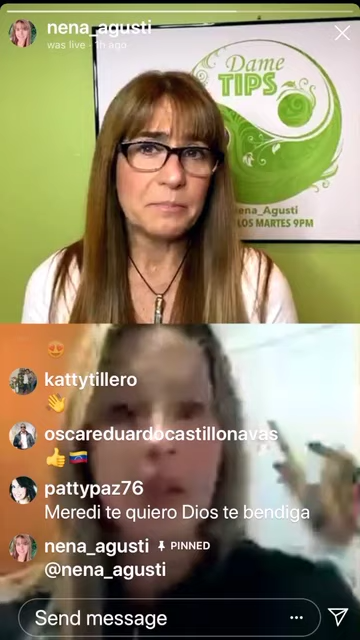 nena_agusti
was live · 1h ago
Dame
TIPS
ena_Agusti
LOS MARTES 9PM
😍
kattytillero
👋
oscareduardocastillonavas
👍🇻🇪
pattypaz76
Meredi te quiero Dios te bendiga
nena_agusti PINNED
@nena_agusti
Send message